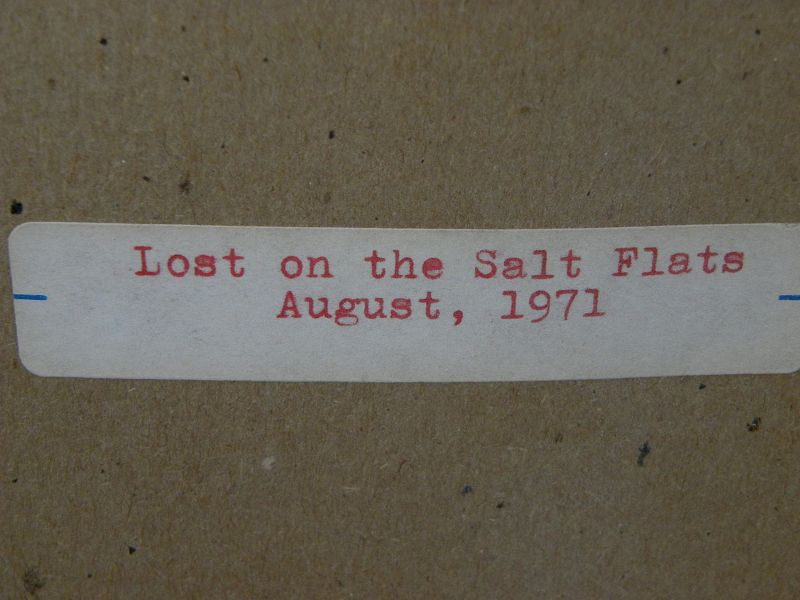 Lost on the Salt Flats
August, 1971